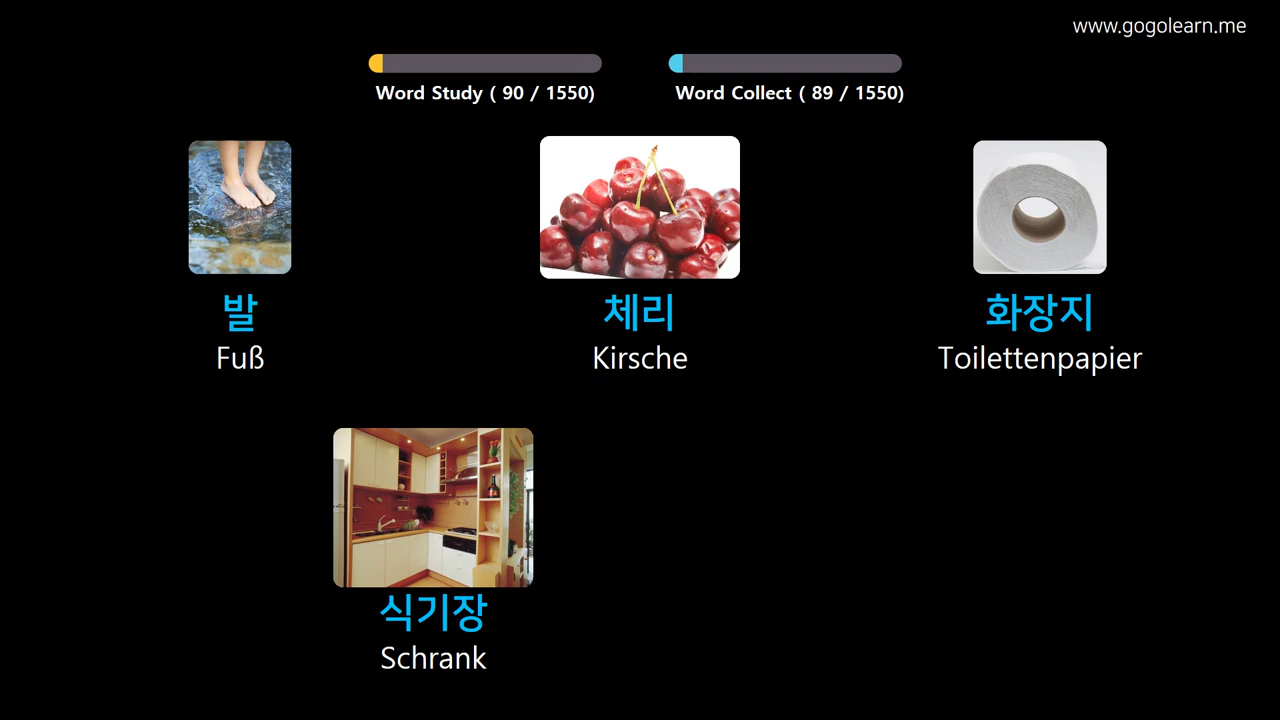 www.gogolearn.me
Word Study ( 90 / 1550)
Word Collect ( 89 / 1550)
발
Fuß
체리
Kirsche
화장지
Toilettenpapier
식기장
Schrank